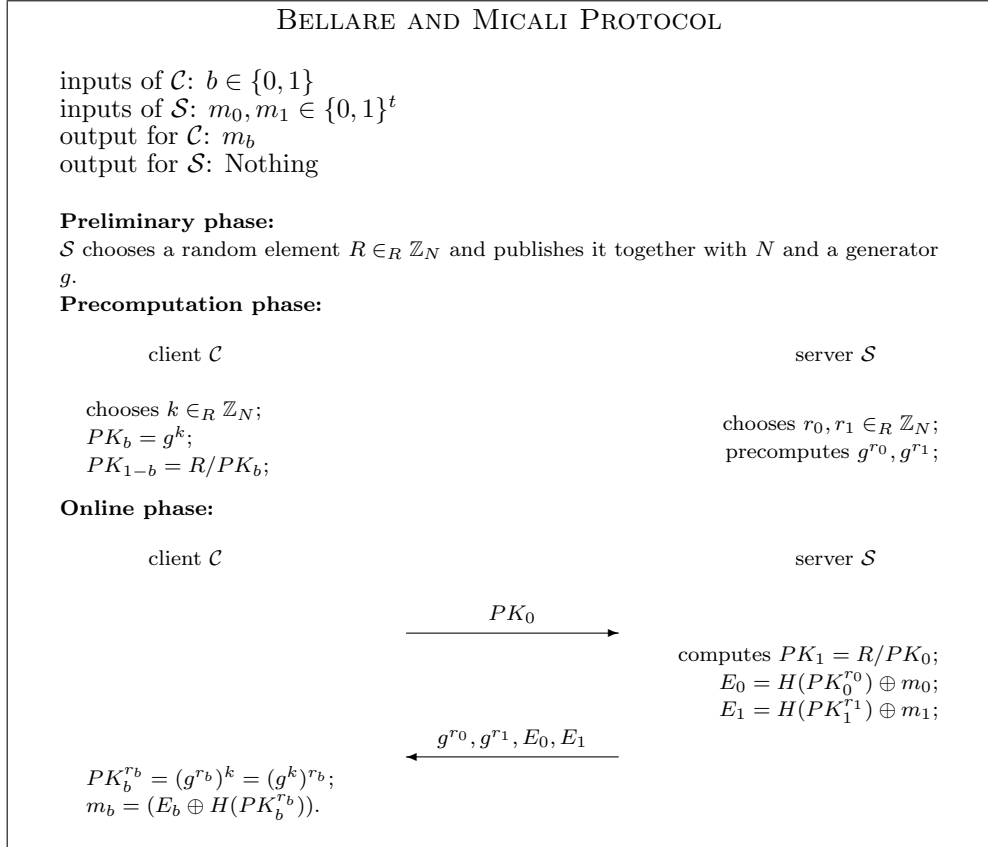 BELLARE AND MICALI PROTOCOL
inputs of 𝒞: b ∈ {0, 1}
inputs of 𝒮: m₀, m₁ ∈ {0, 1}ᵗ
output for 𝒞: m_b
output for 𝒮: Nothing
Preliminary phase:
𝒮 chooses a random element R ∈_R ℤ_N and publishes it together with N and a generator
g.
Precomputation phase:
client 𝒞
server 𝒮
chooses k ∈_R ℤ_N;
PK_b = g^k;
PK_{1−b} = R/PK_b;
chooses r₀, r₁ ∈_R ℤ_N;
precomputes g^{r₀}, g^{r₁};
Online phase:
client 𝒞
server 𝒮
PK₀
computes PK₁ = R/PK₀;
E₀ = H(PK₀^{r₀}) ⊕ m₀;
E₁ = H(PK₁^{r₁}) ⊕ m₁;
g^{r₀}, g^{r₁}, E₀, E₁
PK_b^{r_b} = (g^{r_b})^k = (g^k)^{r_b};
m_b = (E_b ⊕ H(PK_b^{r_b})).